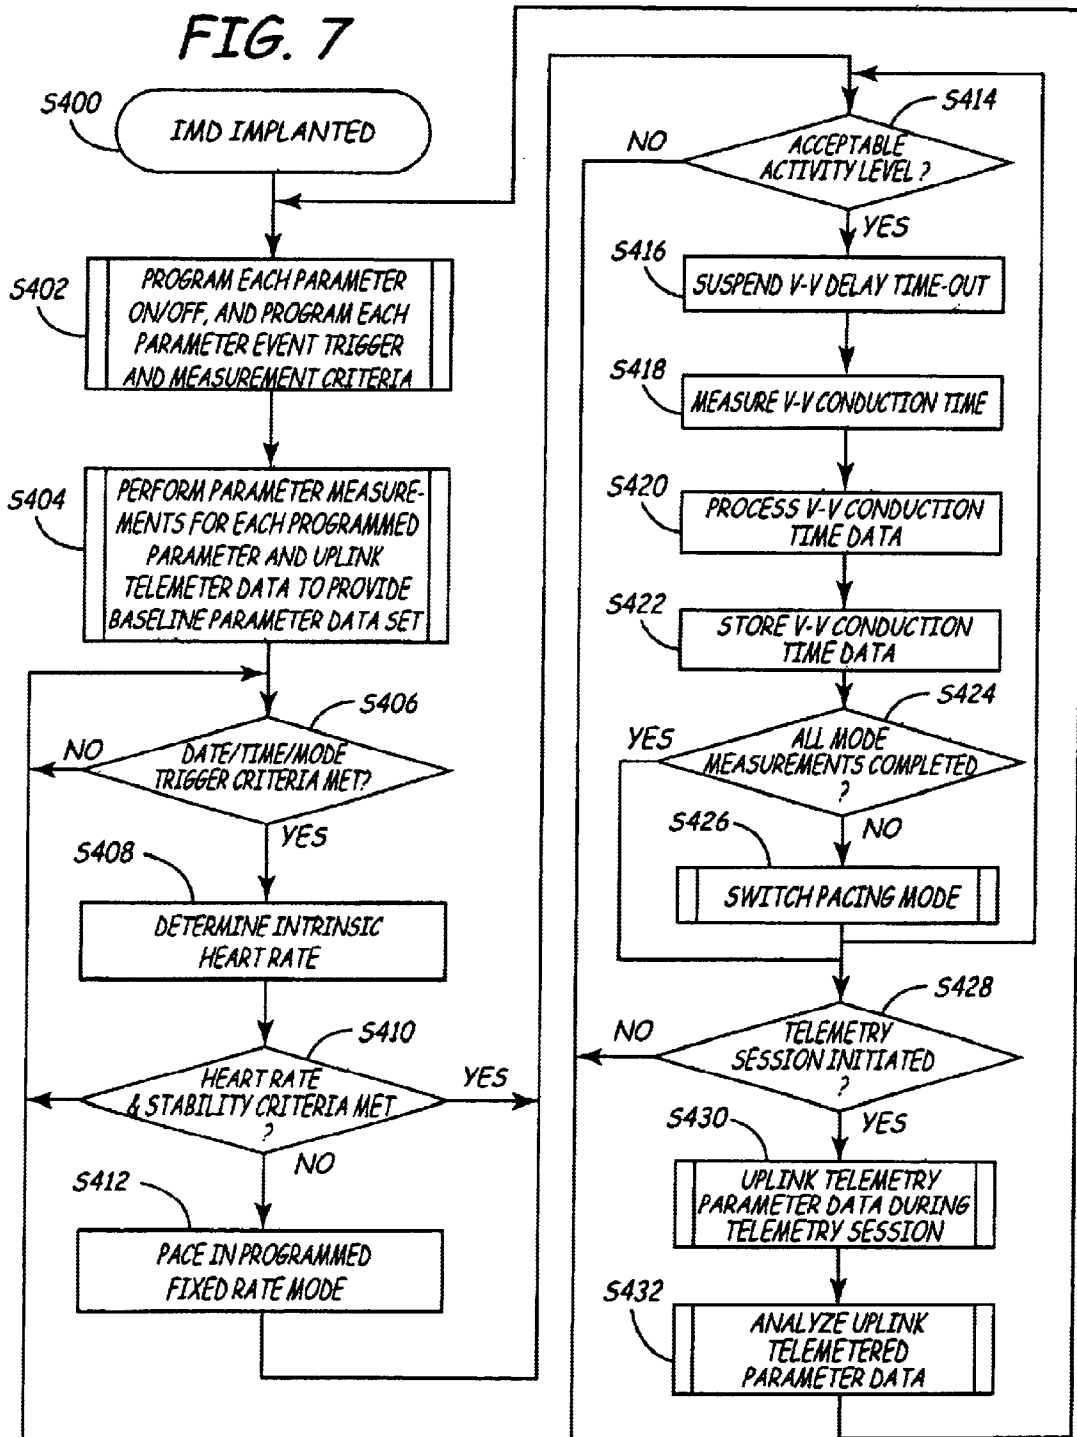 FIG. 7
S400
IMD IMPLANTED
S402
PROGRAM EACH PARAMETER
ON/OFF, AND PROGRAM EACH
PARAMETER EVENT TRIGGER
AND MEASUREMENT CRITERIA
S404
PERFORM PARAMETER MEASURE-
MENTS FOR EACH PROGRAMMED
PARAMETER AND UPLINK
TELEMETER DATA TO PROVIDE
BASELINE PARAMETER DATA SET
S406
NO
DATE/TIME/MODE
TRIGGER CRITERIA MET?
YES
S408
DETERMINE INTRINSIC
HEART RATE
S410
HEART RATE
& STABILITY CRITERIA MET
?
YES
NO
S412
PACE IN PROGRAMMED
FIXED RATE MODE
S414
NO
ACCEPTABLE
ACTIVITY LEVEL ?
YES
S416
SUSPEND V-V DELAY TIME-OUT
S418
MEASURE V-V CONDUCTION TIME
S420
PROCESS V-V CONDUCTION
TIME DATA
S422
STORE V-V CONDUCTION
TIME DATA
S424
YES
ALL MODE
MEASUREMENTS COMPLETED
?
NO
S426
SWITCH PACING MODE
S428
NO
TELEMETRY
SESSION INITIATED
?
YES
S430
UPLINK TELEMETRY
PARAMETER DATA DURING
TELEMETRY SESSION
S432
ANALYZE UPLINK
TELEMETERED
PARAMETER DATA